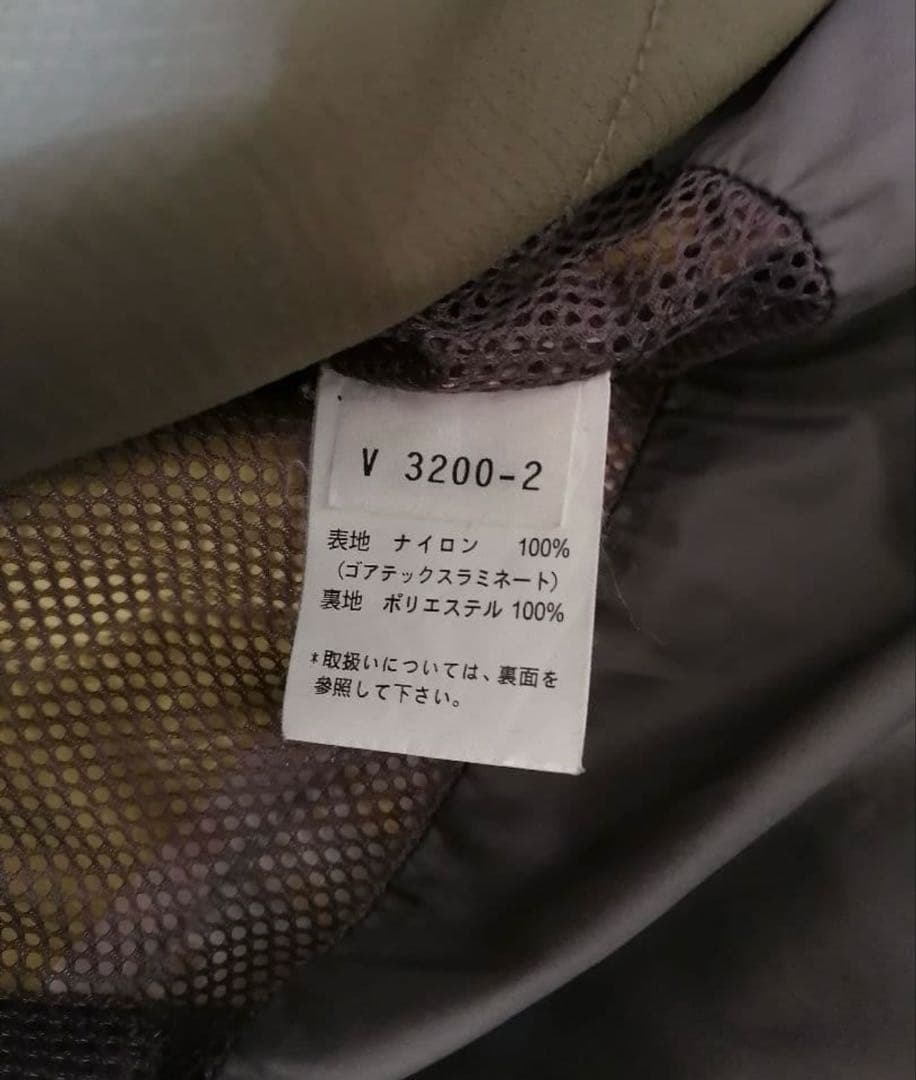 V 3200-2
表地 ナイロン 100%
(ゴアテックスラミネート)
裏地 ポリエステル 100%
*取扱いについては、裏面を
參照して下さい。